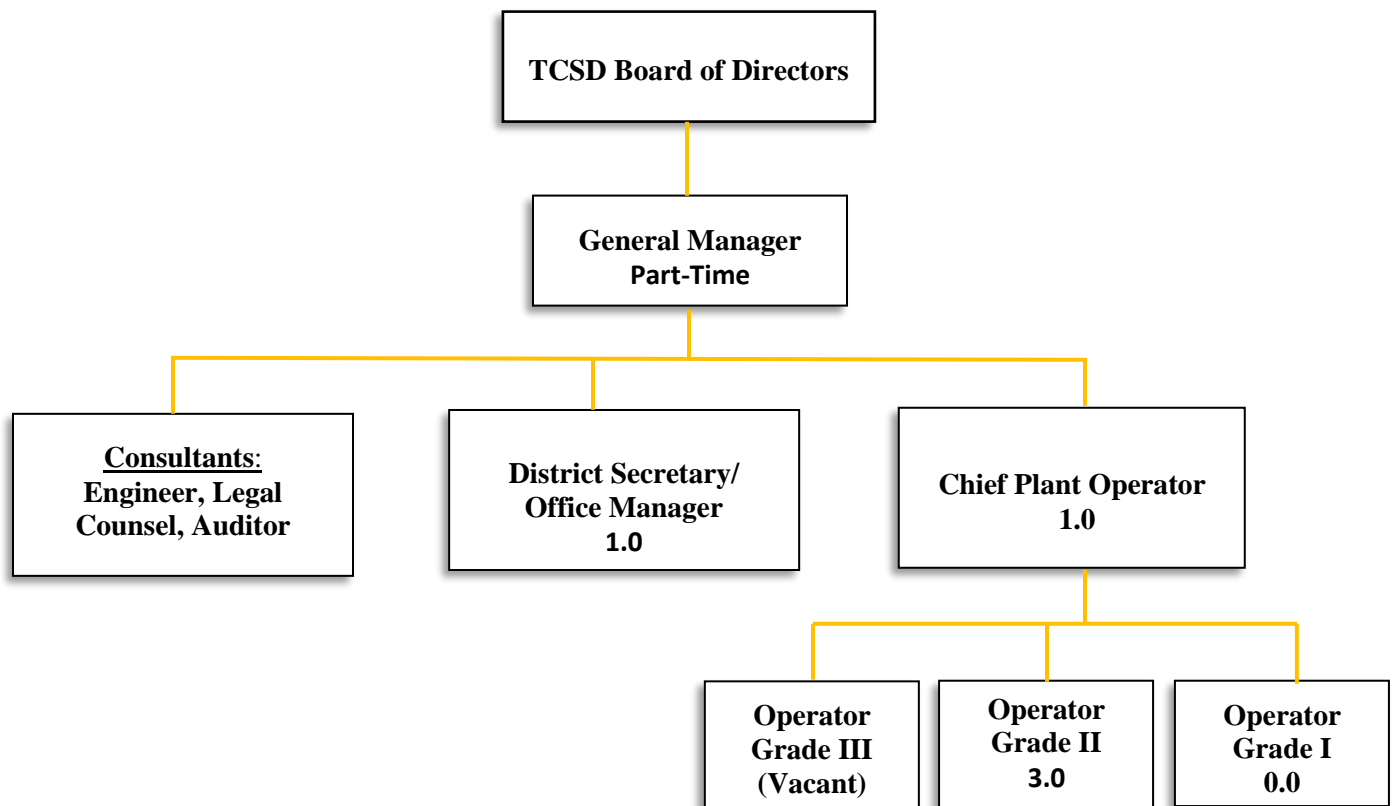 TCSD Board of Directors
General Manager
Part-Time
Consultants:
Engineer, Legal
Counsel, Auditor
District Secretary/
Office Manager
1.0
Chief Plant Operator
1.0
Operator
Grade III
(Vacant)
Operator
Grade II
3.0
Operator
Grade I
0.0